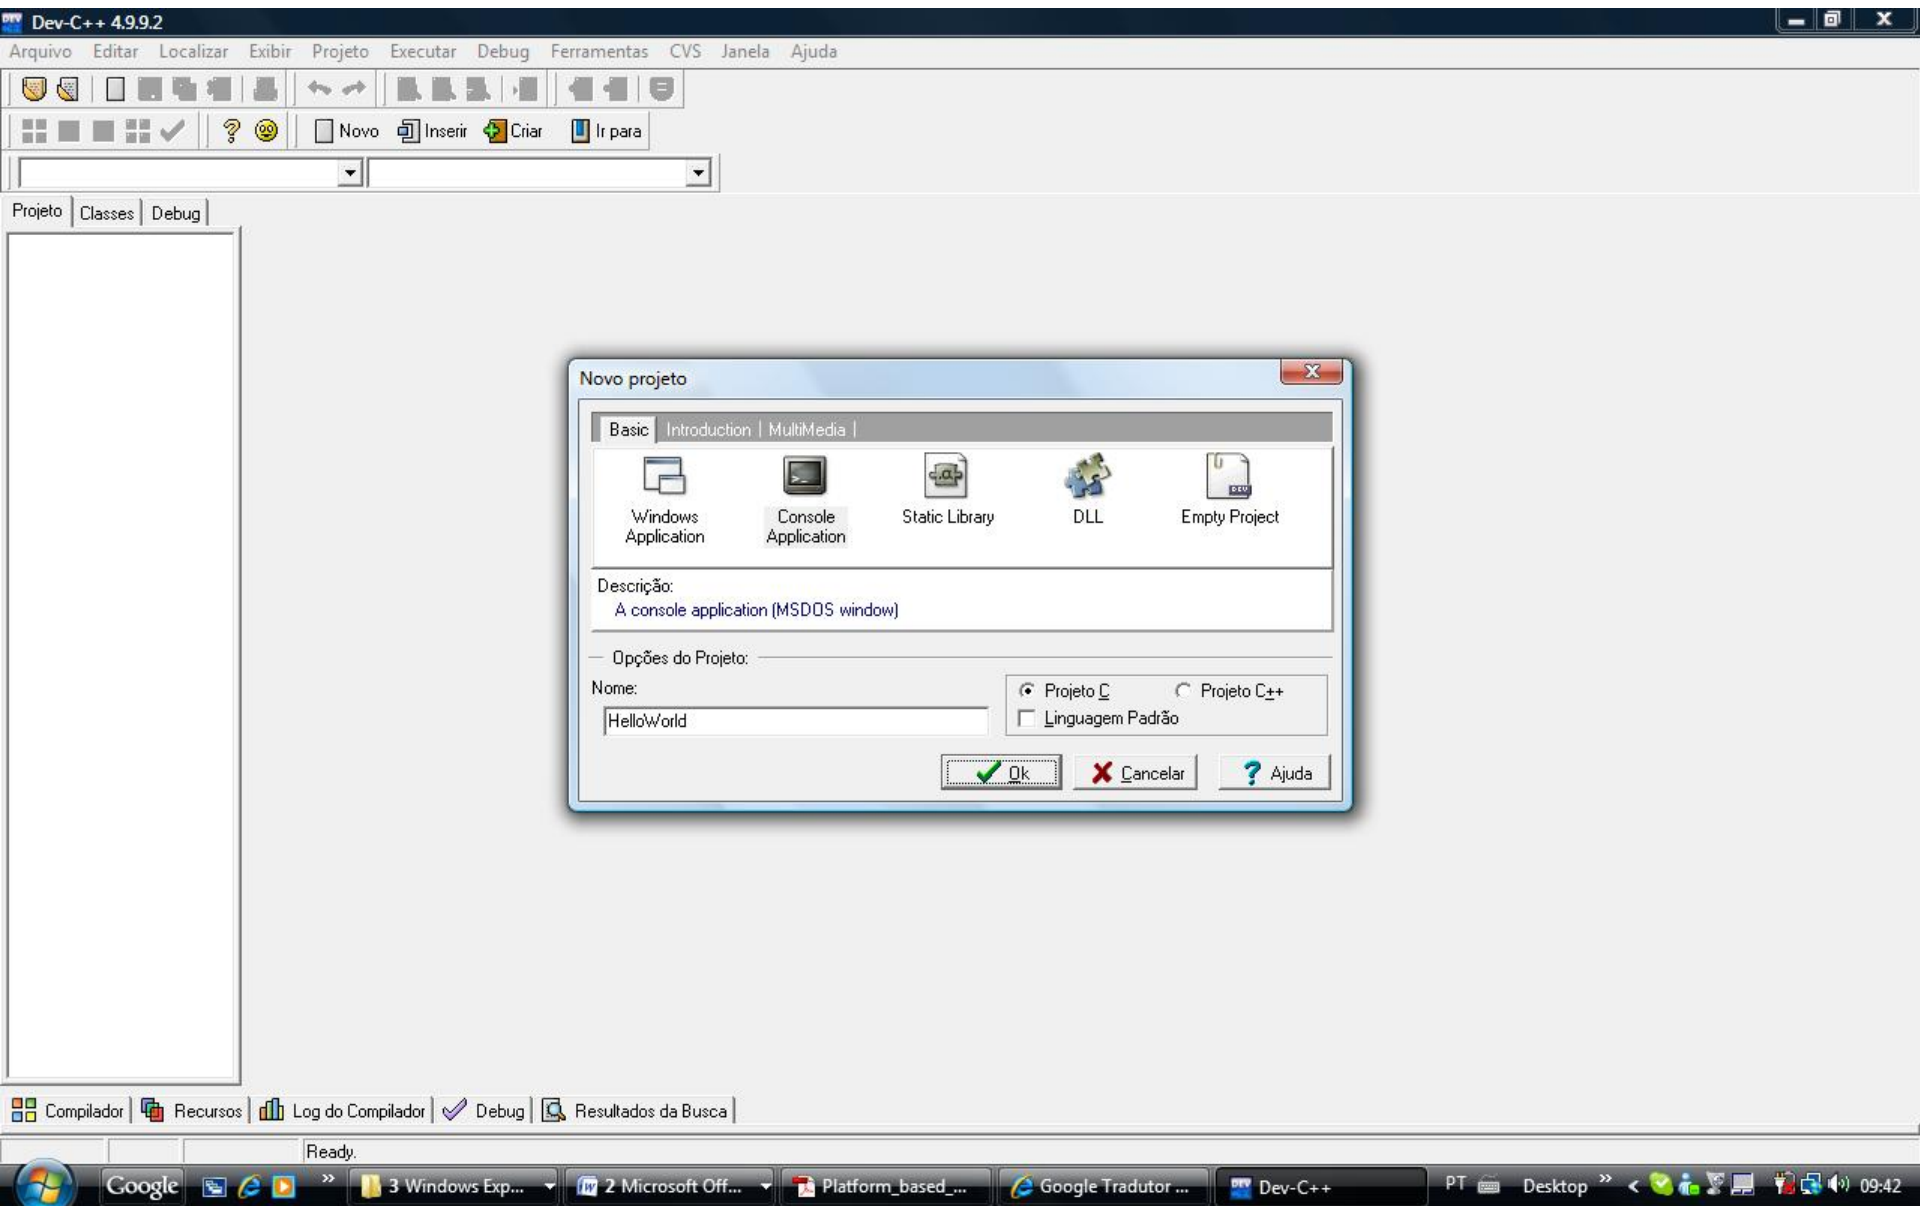 Dev-C++ 4.9.9.2
Arquivo Editar Localizar Exibir Projeto Executar Debug Ferramentas CVS Janela Ajuda
Novo Inserir Criar Ir para
Projeto Classes Debug
Novo projeto
Basic Introduction MultiMedia
Windows Application
Console Application
Static Library
DLL
Empty Project
Descrição:
A console application (MSDOS window)
Opções do Projeto:
Nome:
HelloWorld
Projeto C Projeto C++
Linguagem Padrão
Ok Cancelar Ajuda
Compilador Recursos Log do Compilador Debug Resultados da Busca
Ready.
Google 3 Windows Exp... 2 Microsoft Off... Platform_based_... Google Tradutor ... Dev-C++ PT Desktop 09:42